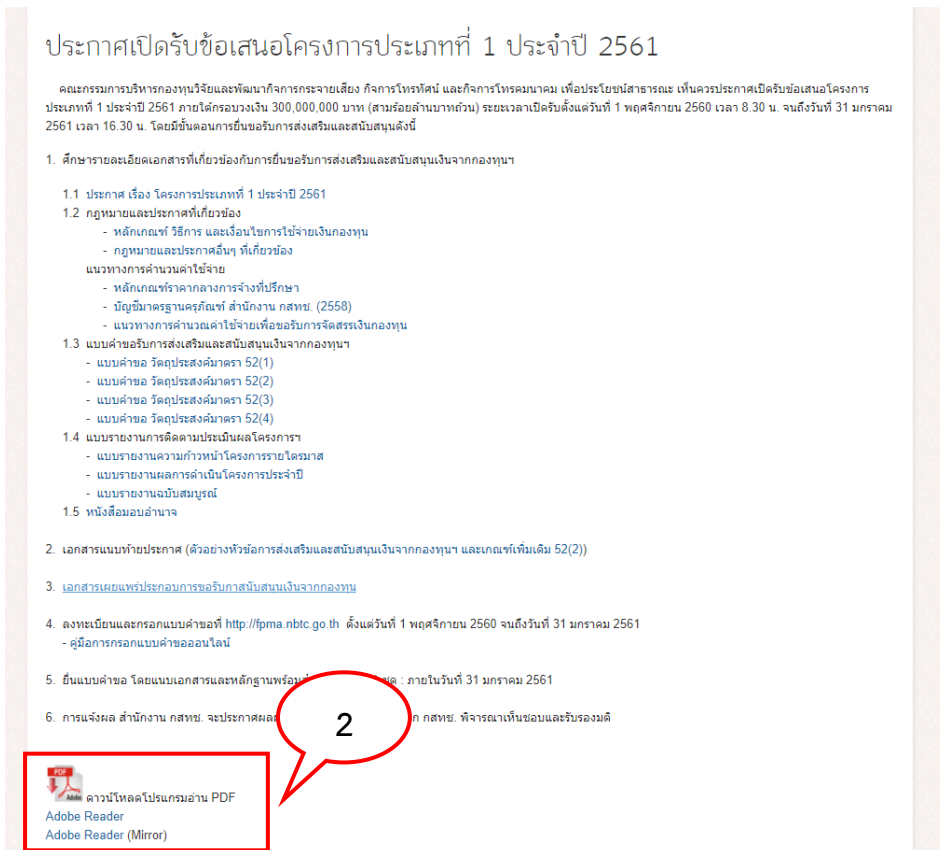 ประกาศเปิดรับข้อเสนอโครงการประเภทที่ 1 ประจำปี 2561
คณะกรรมการบริหารกองทุนวิจัยและพัฒนากิจการกระจายเสียง กิจการโทรทัศน์ และกิจการโทรคมนาคม เพื่อประโยชน์สาธารณะ เห็นควรประกาศเปิดรับข้อเสนอโครงการ
ประเภทที่ 1 ประจำปี 2561 ภายใต้กรอบวงเงิน 300,000,000 บาท (สามร้อยล้านบาทถ้วน) ระยะเวลาเปิดรับตั้งแต่วันที่ 1 พฤศจิกายน 2560 เวลา 8.30 น. จนถึงวันที่ 31 มกราคม
2561 เวลา 16.30 น. โดยมีขั้นตอนการยื่นขอรับการส่งเสริมและสนับสนุนดังนี้
1. ศึกษารายละเอียดเอกสารที่เกี่ยวข้องกับการยื่นขอรับการส่งเสริมและสนับสนุนเงินจากกองทุนฯ
1.1 ประกาศ เรื่อง โครงการประเภทที่ 1 ประจำปี 2561
1.2 กฎหมายและประกาศที่เกี่ยวข้อง
- หลักเกณฑ์ วิธีการ และเงื่อนไขการใช้จ่ายเงินกองทุน
- กฎหมายและประกาศอื่นๆ ที่เกี่ยวข้อง
แนวทางการคำนวนค่าใช้จ่าย
- หลักเกณฑ์ราคากลางการจ้างที่ปรึกษา
- บัญชีมาตรฐานครุภัณฑ์ สำนักงาน กสทช. (2558)
- แนวทางการคำนวณค่าใช้จ่ายเพื่อขอรับการจัดสรรเงินกองทุน
1.3 แบบคำขอรับการส่งเสริมและสนับสนุนเงินจากกองทุนฯ
- แบบคำขอ วัตถุประสงค์มาตรา 52(1)
- แบบคำขอ วัตถุประสงค์มาตรา 52(2)
- แบบคำขอ วัตถุประสงค์มาตรา 52(3)
- แบบคำขอ วัตถุประสงค์มาตรา 52(4)
1.4 แบบรายงานการติดตามประเมินผลโครงการฯ
- แบบรายงานความก้าวหน้าโครงการรายไตรมาส
- แบบรายงานผลการดำเนินโครงการประจำปี
- แบบรายงานฉบับสมบูรณ์
1.5 หนังสือมอบอำนาจ
2. เอกสารแนบท้ายประกาศ (ตัวอย่างหัวข้อการส่งเสริมและสนับสนุนเงินจากกองทุนฯ และเกณฑ์เพิ่มเติม 52(2))
3. เอกสารเผยแพร่ประกอบการขอรับกาสนับสนุนเงินจากกองทุน
4. ลงทะเบียนและกรอกแบบคำขอที่ http://fpma.nbtc.go.th ตั้งแต่วันที่ 1 พฤศจิกายน 2560 จนถึงวันที่ 31 มกราคม 2561
- คู่มือการกรอกแบบคำขอออนไลน์
5. ยื่นแบบคำขอ โดยแนบเอกสารและหลักฐานพร้อม ชุด : ภายในวันที่ 31 มกราคม 2561
6. การแจ้งผล สำนักงาน กสทช. จะประกาศผล กสทช. พิจารณาเห็นชอบและรับรองมติ
2
PDF
Adobe
ดาวน์โหลดโปรแกรมอ่าน PDF
Adobe Reader
Adobe Reader (Mirror)